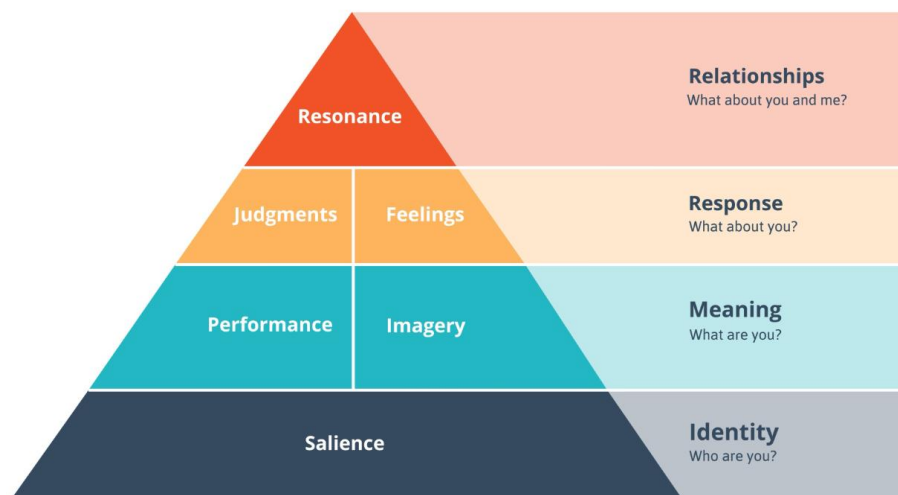 Resonance
Relationships
What about you and me?
Judgments
Feelings
Response
What about you?
Performance
Imagery
Meaning
What are you?
Salience
Identity
Who are you?